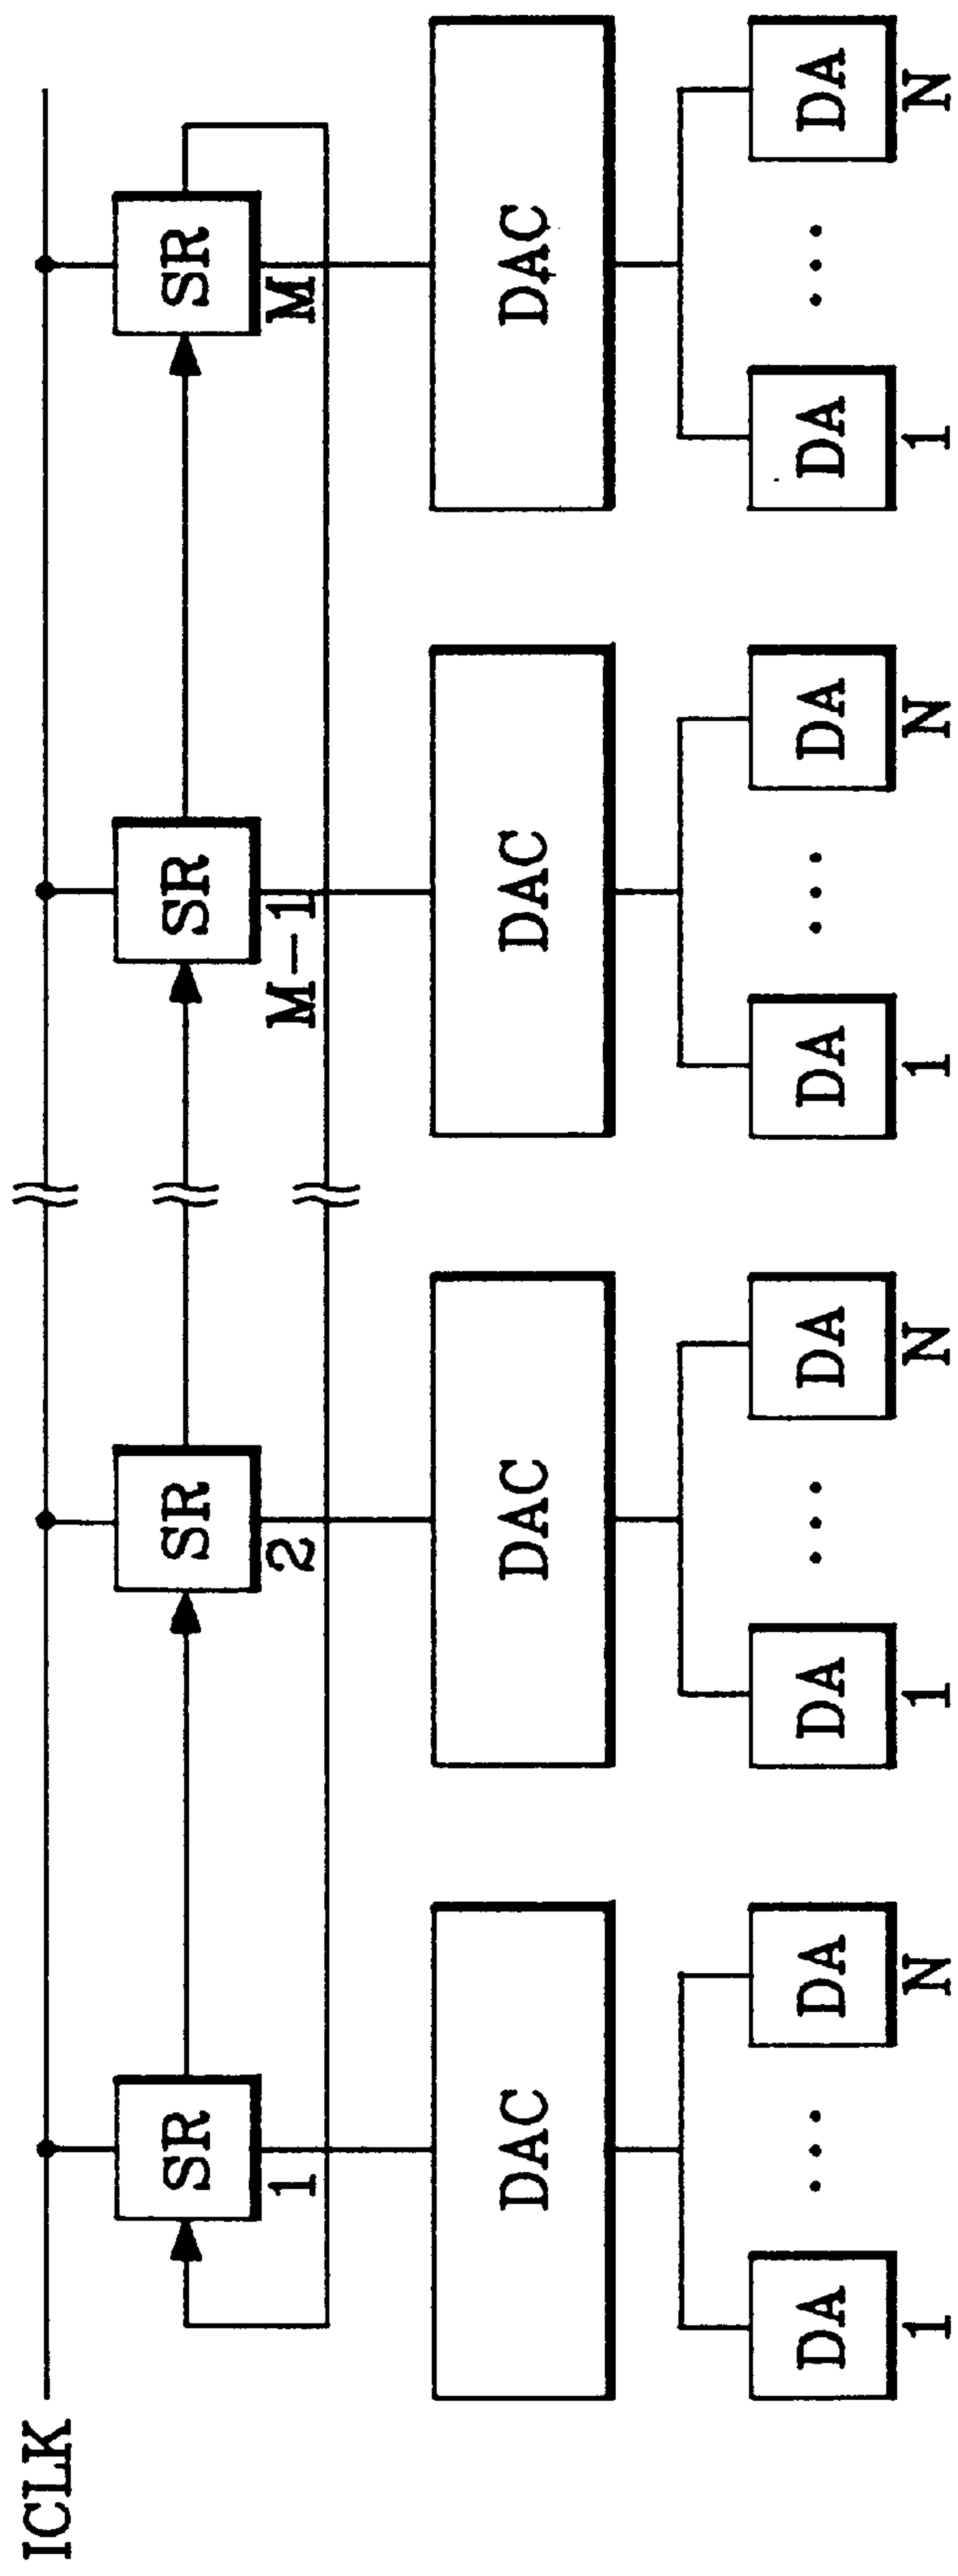 ICLK
SR SR SR SR
1 2 M-1 M
DAC DAC DAC DAC
DA DA DA DA DA DA DA DA
1 N 1 N 1 N 1 N